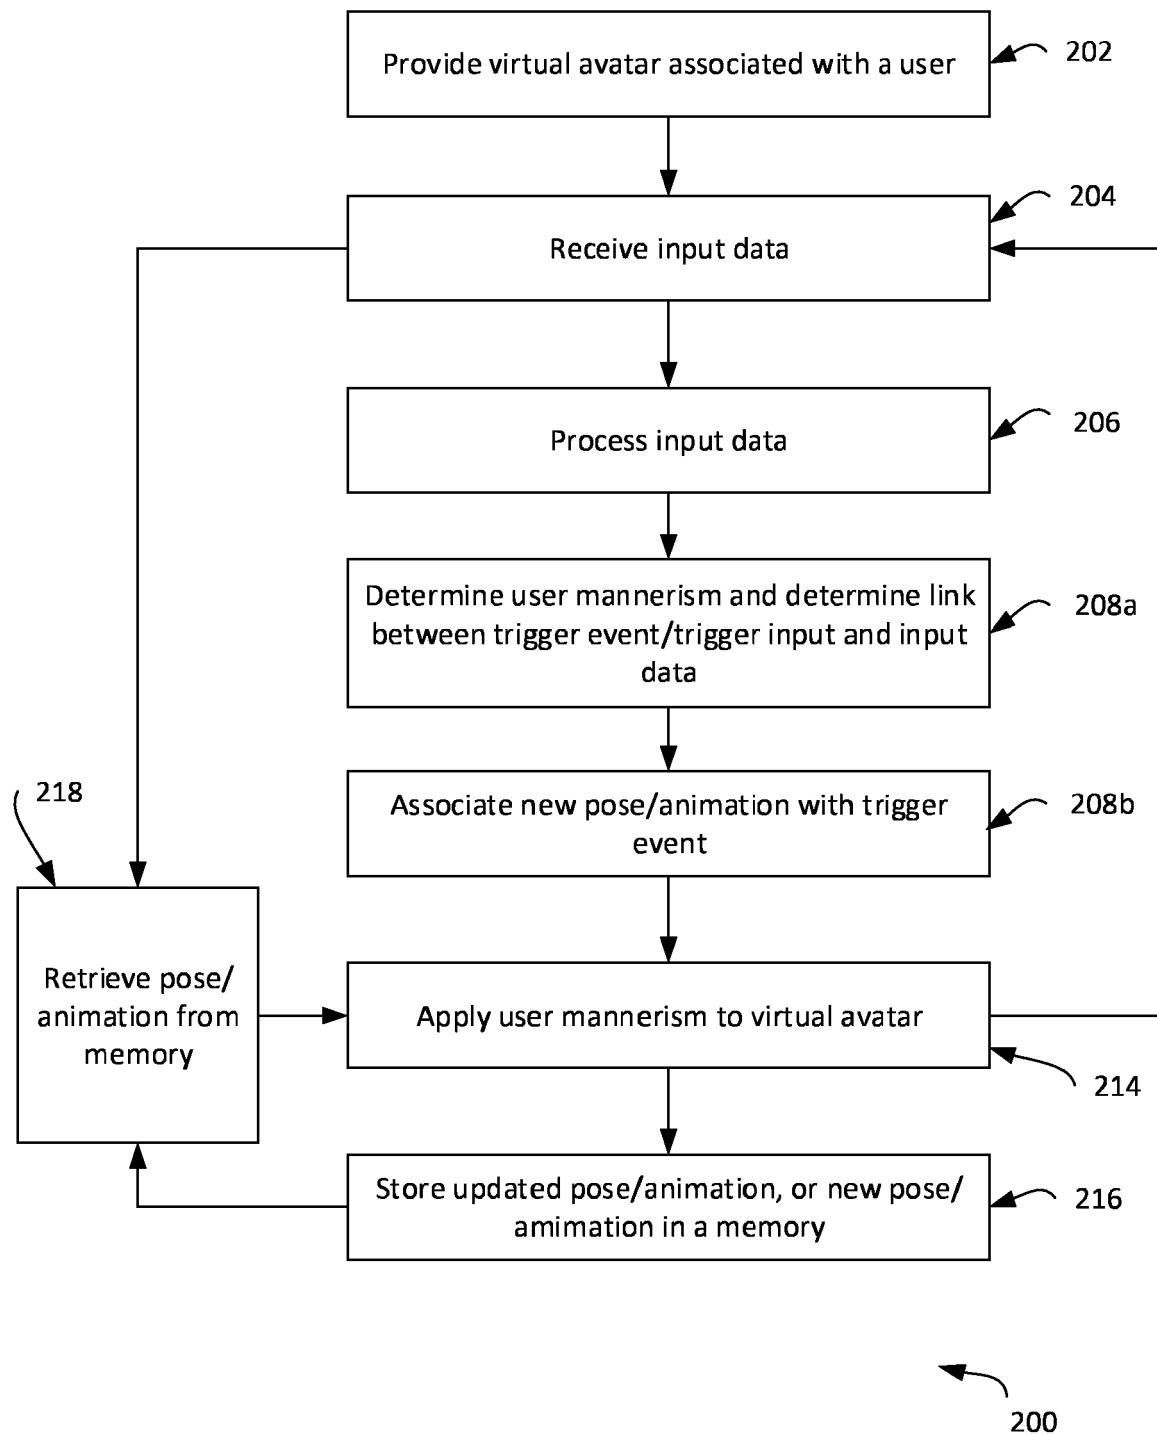 Provide virtual avatar associated with a user
202
204
Receive input data
206
Process input data
Determine user mannerism and determine link
between trigger event/trigger input and input
data
208a
218
Associate new pose/animation with trigger
event
208b
Retrieve pose/
animation from
memory
Apply user mannerism to virtual avatar
214
Store updated pose/animation, or new pose/
amimation in a memory
216
200